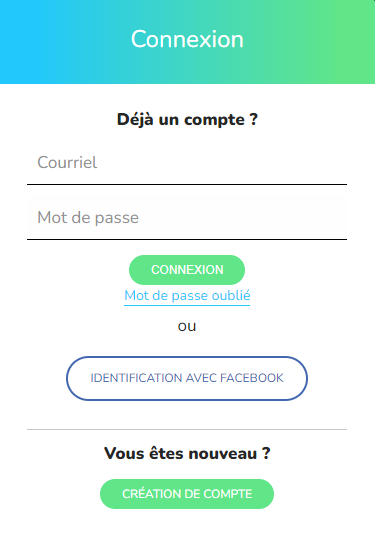 Connexion
Déjà un compte ?
Courriel
Mot de passe
CONNEXION
Mot de passe oublié
ou
IDENTIFICATION AVEC FACEBOOK
Vous êtes nouveau ?
CRÉATION DE COMPTE